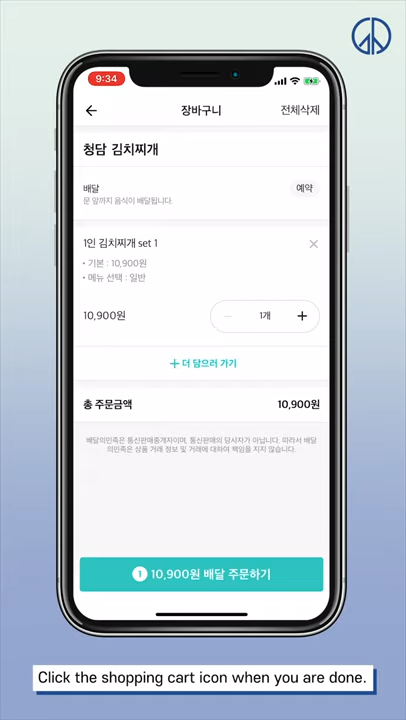 9:34
장바구니
전체삭제
청담 김치찌개
배달
예약
문 앞까지 음식이 배달됩니다.
1인 김치찌개 set 1
• 기본 : 10,900원
• 메뉴 선택 : 일반
10,900원
1개
+ 더 담으러 가기
총 주문금액
10,900원
배달의민족은 통신판매중개자이며, 통신판매의 당사자가 아닙니다. 따라서 배달
의민족은 상품 거래 정보 및 거래에 대하여 책임을 지지 않습니다.
1 10,900원 배달 주문하기
Click the shopping cart icon when you are done.